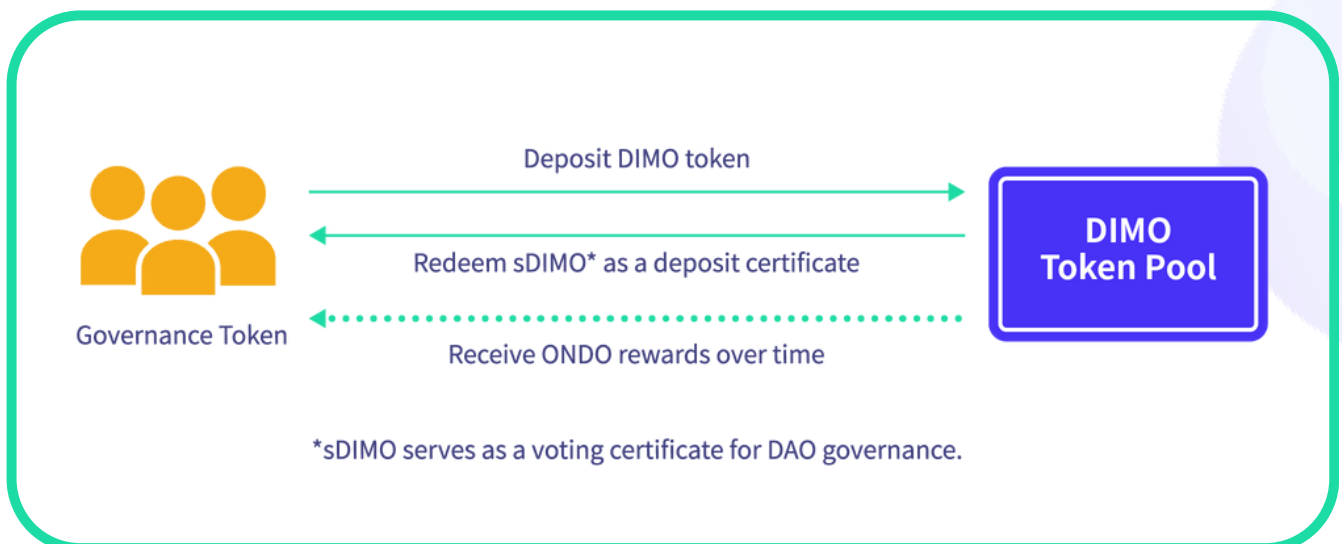 Deposit DIMO token
Redeem sDIMO* as a deposit certificate
Receive ONDO rewards over time
Governance Token
DIMO
Token Pool
*sDIMO serves as a voting certificate for DAO governance.